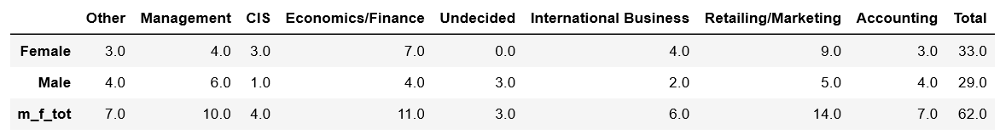 Other Management CIS Economics/Finance Undecided International Business Retailing/Marketing Accounting Total
Female 3.0 4.0 3.0 7.0 0.0 4.0 9.0 3.0 33.0
Male 4.0 6.0 1.0 4.0 3.0 2.0 5.0 4.0 29.0
m_f_tot 7.0 10.0 4.0 11.0 3.0 6.0 14.0 7.0 62.0